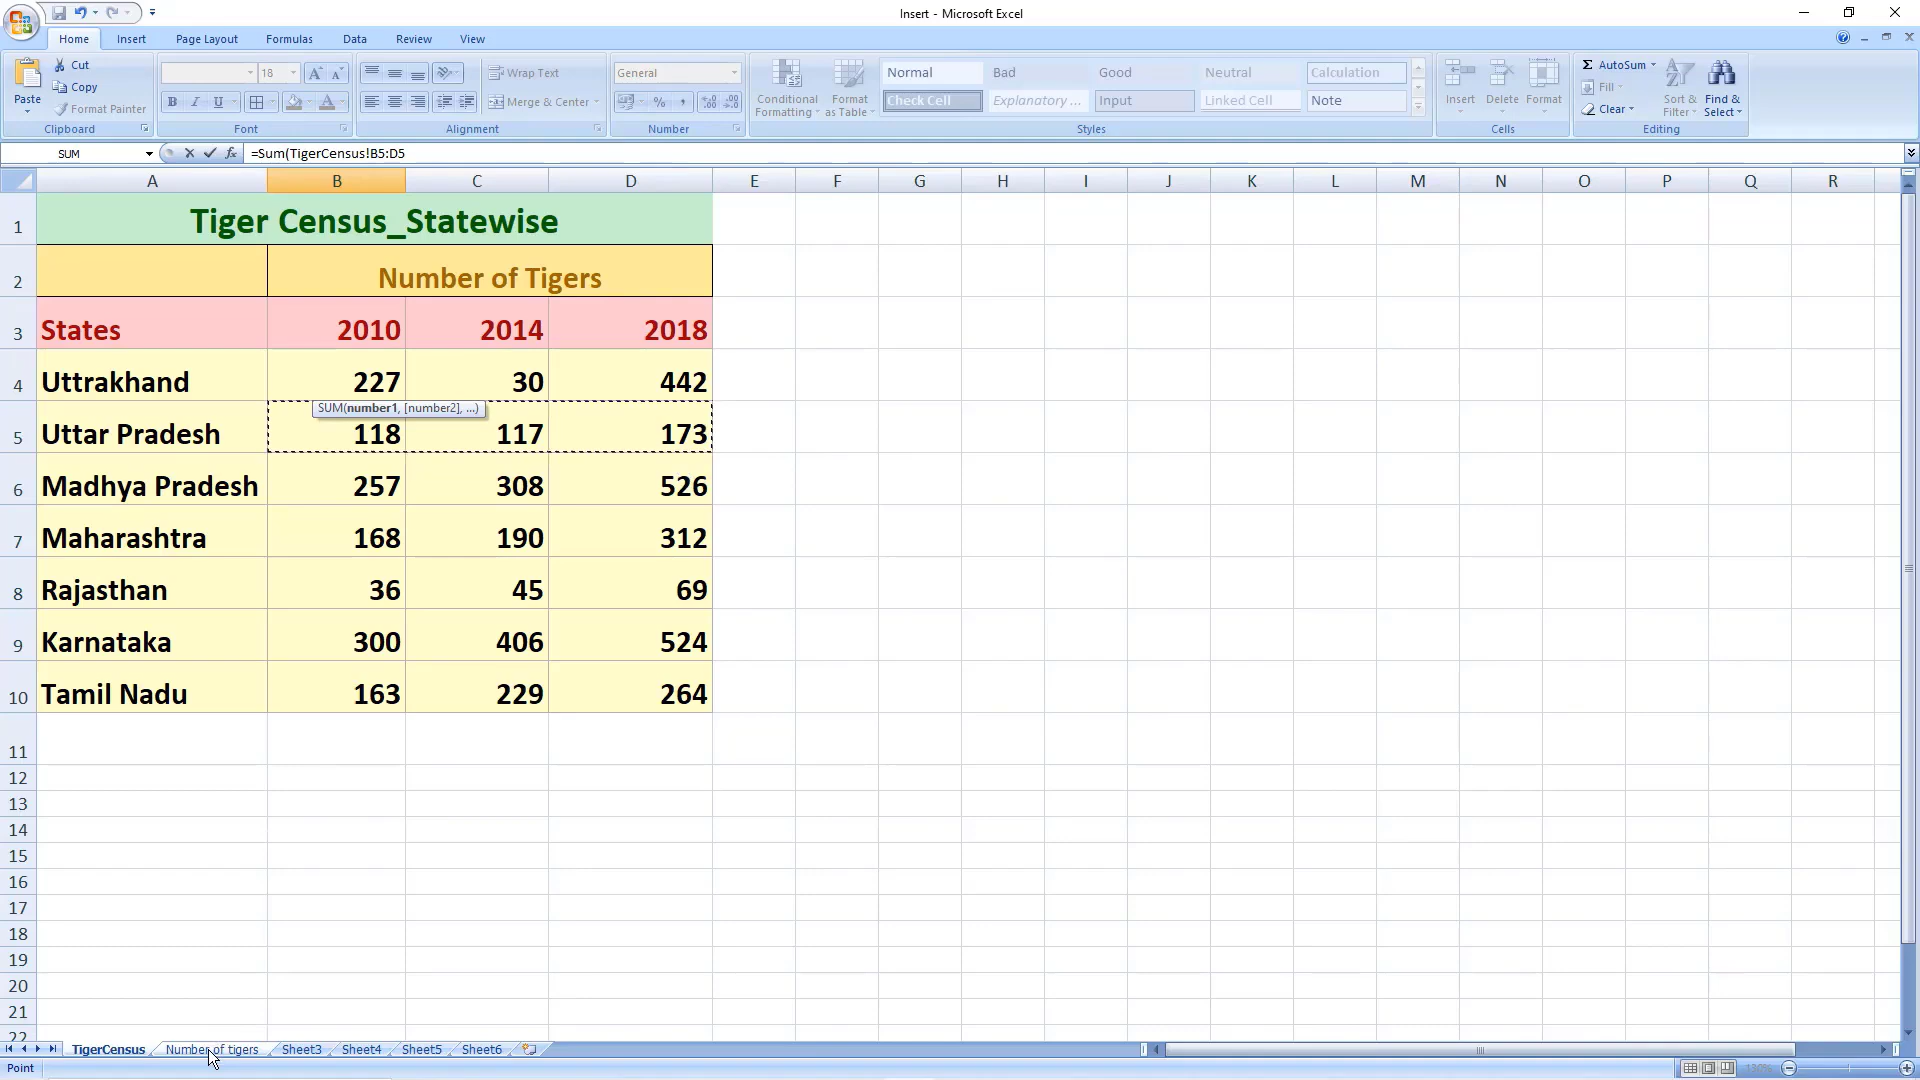 Insert - Microsoft Excel
Home Insert Page Layout Formulas Data Review View
Cut 18 Wrap Text General Normal Bad Good Neutral Calculation AutoSum
Paste Copy Conditional Formatting Format as Table Insert Delete Format Fill Sort & Filter Find & Select
Format Painter B I U Merge & Center % , Check Cell Explanatory ... Input Linked Cell Note Clear
Clipboard Font Alignment Number Styles Cells Editing
SUM fx =Sum(TigerCensus!B5:D5
A B C D E F G H I J K L M N O P Q R
1 Tiger Census_Statewise
2 Number of Tigers
3 States 2010 2014 2018
4 Uttrakhand 227 30 442
SUM(number1, [number2], ...)
5 Uttar Pradesh 118 117 173
6 Madhya Pradesh 257 308 526
7 Maharashtra 168 190 312
8 Rajasthan 36 45 69
9 Karnataka 300 406 524
10 Tamil Nadu 163 229 264
11
12
13
14
15
16
17
18
19
20
21
22
TigerCensus Number of tigers Sheet3 Sheet4 Sheet5 Sheet6
Point 130%